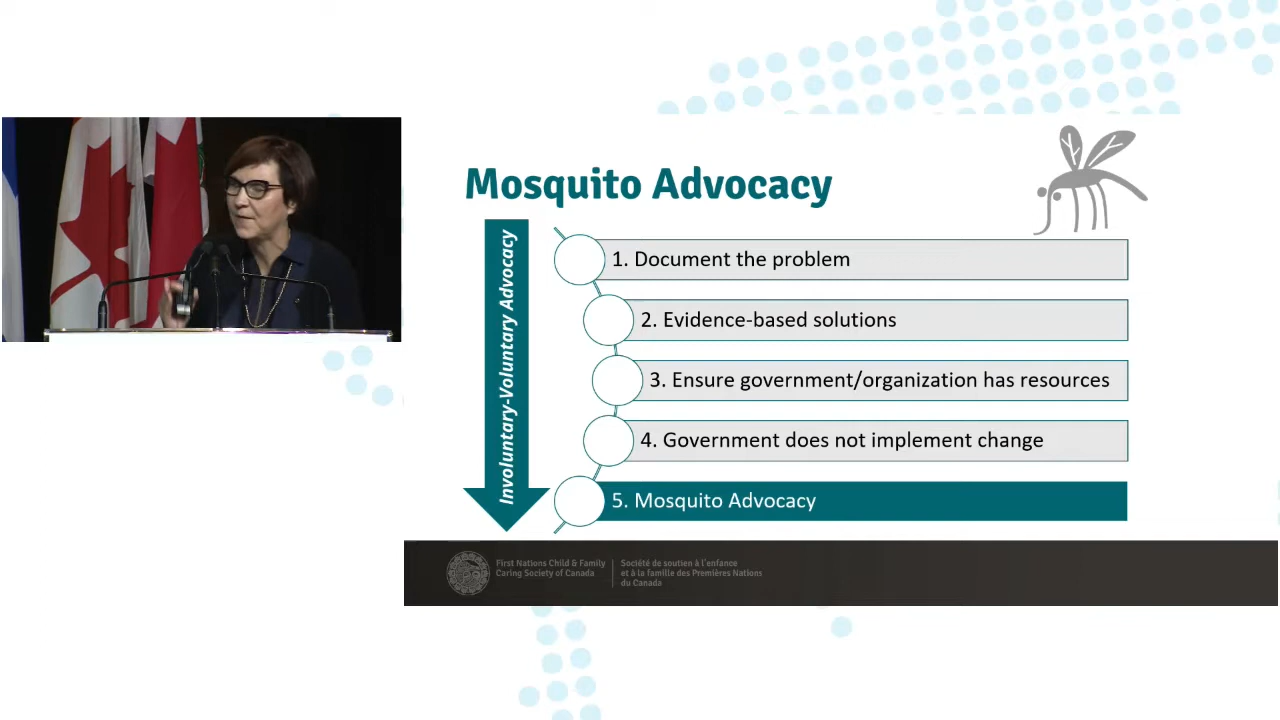 Mosquito Advocacy
Involuntary-Voluntary Advocacy
1. Document the problem
2. Evidence-based solutions
3. Ensure government/organization has resources
4. Government does not implement change
5. Mosquito Advocacy
First Nations Child & Family
Caring Society of Canada
Société de soutien à l'enfance
et à la famille des Premières Nations
du Canada